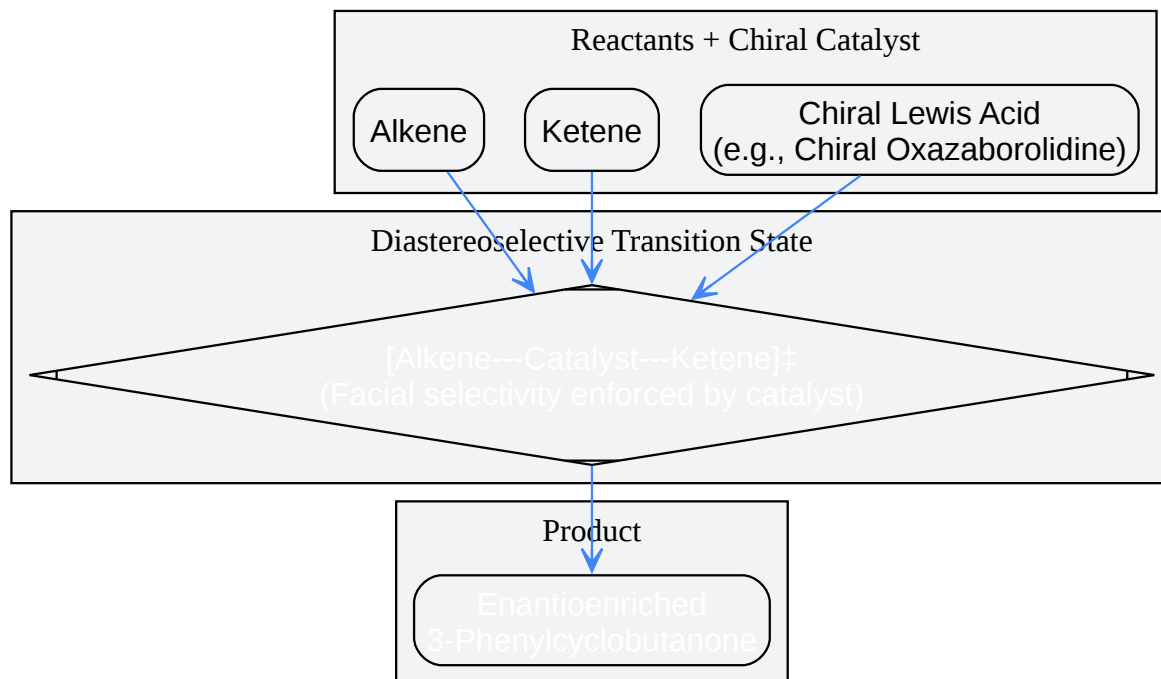 Reactants + Chiral Catalyst
Alkene
Ketene
Chiral Lewis Acid
(e.g., Chiral Oxazaborolidine)
Diastereoselective Transition State
[Alkene---Catalyst---Ketene]‡
(Facial selectivity enforced by catalyst)
Product
Enantioenriched
3-Phenylcyclobutanone